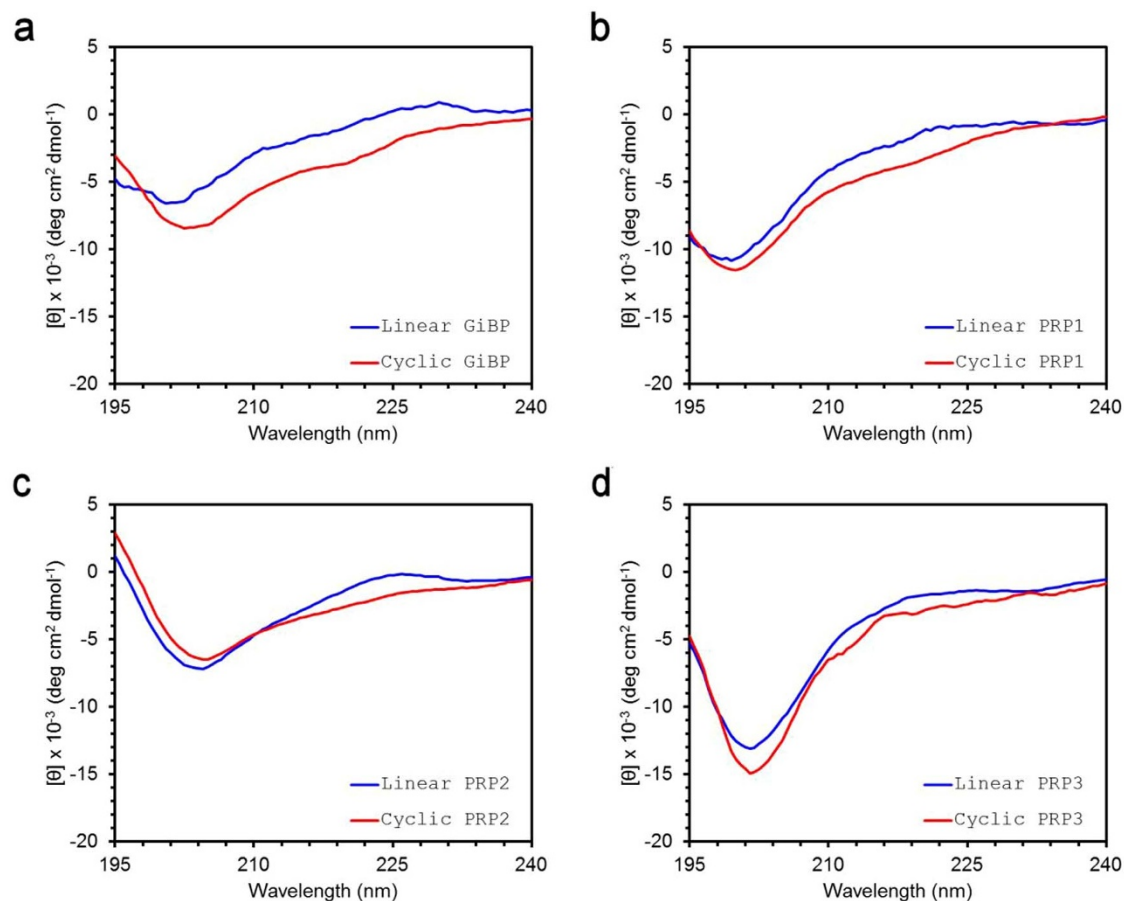 a
5
0
-5
-10
-15
-20
[θ] x 10⁻³ (deg cm² dmol⁻¹)
Linear GiBP
Cyclic GiBP
195 210 225 240
Wavelength (nm)
b
5
0
-5
-10
-15
-20
[θ] x 10⁻³ (deg cm² dmol⁻¹)
Linear PRP1
Cyclic PRP1
195 210 225 240
Wavelength (nm)
c
5
0
-5
-10
-15
-20
[θ] x 10⁻³ (deg cm² dmol⁻¹)
Linear PRP2
Cyclic PRP2
195 210 225 240
Wavelength (nm)
d
5
0
-5
-10
-15
-20
[θ] x 10⁻³ (deg cm² dmol⁻¹)
Linear PRP3
Cyclic PRP3
195 210 225 240
Wavelength (nm)